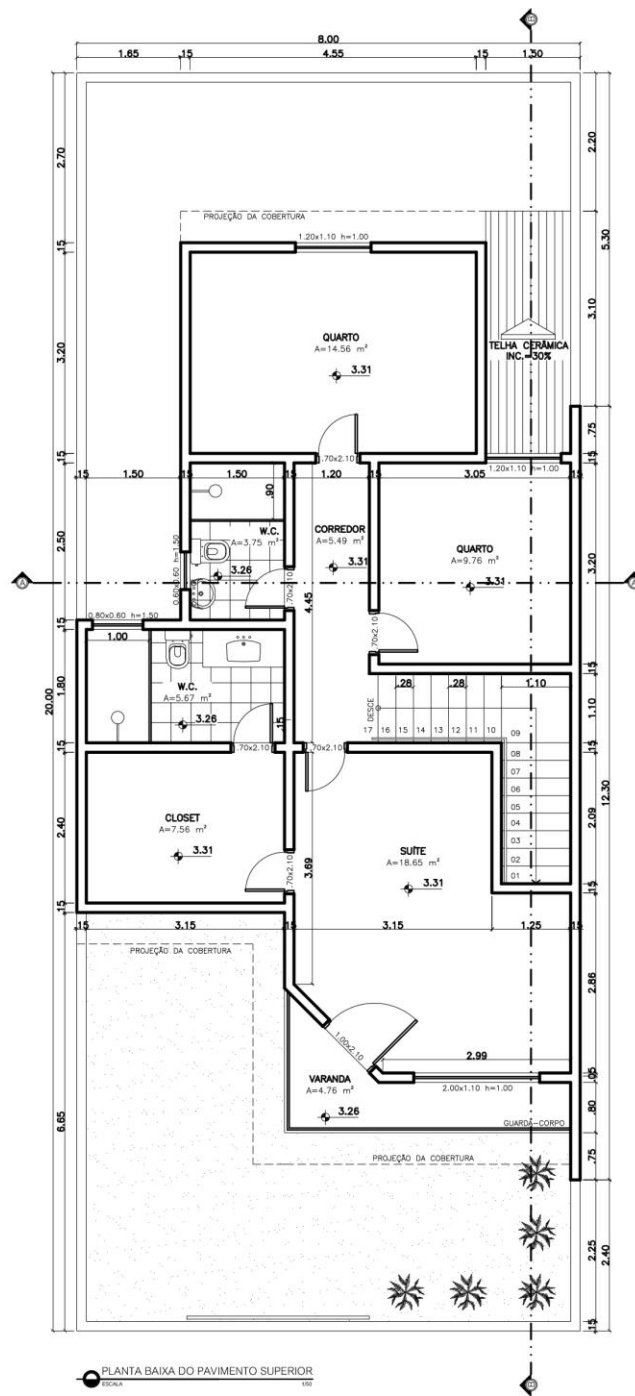 8.00
1.65
.15
4.55
.15
1.50
2.70
2.20
PROJEÇÃO DA COBERTURA
1.20x1.10 h=1.00
.15
5.30
QUARTO
A=14.56 m²
3.31
3.20
3.10
TELHA CERÂMICA
INC.=30%
.75
.15
.70x2.10
1.20x1.10 h=1.00
.15
.15
1.50
.15
1.50
.15
1.20
.15
3.05
.15
.90
W.C.
A=3.75 m²
3.26
CORREDOR
A=5.49 m²
3.31
QUARTO
A=9.76 m²
3.31
2.50
3.20
0.60x0.60 h=1.50
.70x2.10
4.45
.70x2.10
A
A
0.80x0.60 h=1.50
.15
1.00
20.00
1.80
W.C.
A=5.67 m²
3.26
.15
.15
DESCE
.28
.28
1.10
1.10
17
16
15
14
13
12
11
10
09
08
07
06
05
04
03
02
01
.15
.70x2.10
.70x2.10
.15
12.30
2.40
CLOSET
A=7.56 m²
3.31
.70x2.10
3.69
SUÍTE
A=18.65 m²
3.31
2.09
.15
.15
.15
3.15
.15
3.15
1.25
.15
PROJEÇÃO DA COBERTURA
2.86
1.00x2.10
2.99
.05
2.00x1.10 h=1.00
VARANDA
A=4.76 m²
3.26
.80
GUARDA-CORPO
6.65
PROJEÇÃO DA COBERTURA
.75
2.25
2.40
.15
PLANTA BAIXA DO PAVIMENTO SUPERIOR
ESCALA
1/50